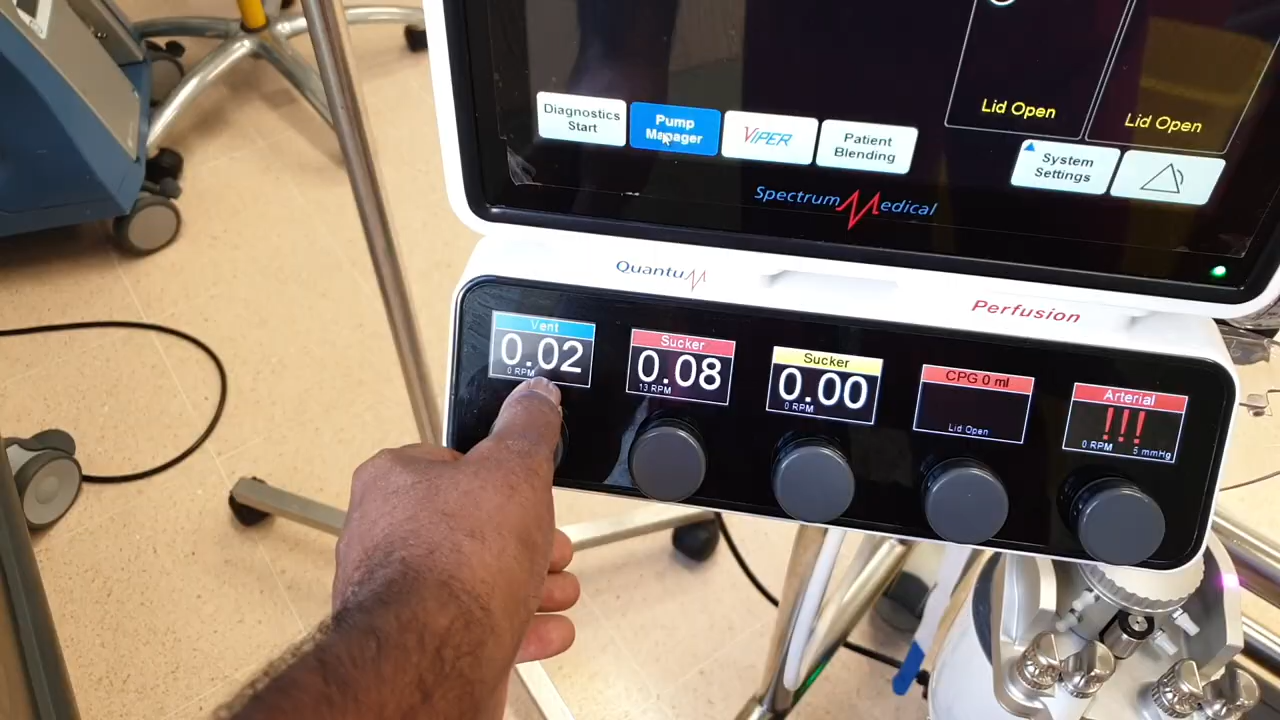 Lid Open
Lid Open
Diagnostics
Start
Pump
Manager
VIPER
Patient
Blending
System
Settings
Spectrum Medical
Quantum
Perfusion
Vent
0.02
0 RPM
Sucker
0.08
13 RPM
Sucker
0.00
0 RPM
CPG 0 ml
Lid Open
Arterial
!!!
0 RPM 5 mmHg